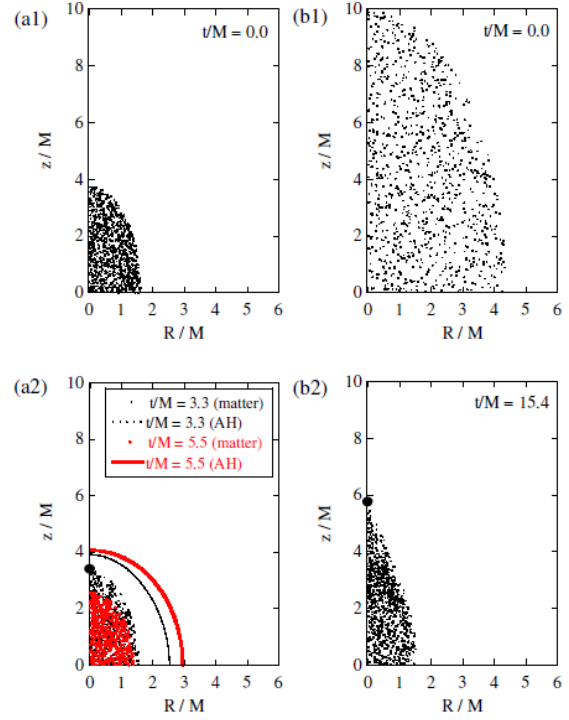 (a1)
t/M = 0.0
10
8
6
4
2
0
z / M
0 1 2 3 4 5 6
R / M
(b1)
t/M = 0.0
10
8
6
4
2
0
z / M
0 1 2 3 4 5 6
R / M
(a2)
t/M = 3.3 (matter)
t/M = 3.3 (AH)
t/M = 5.5 (matter)
t/M = 5.5 (AH)
10
8
6
4
2
0
z / M
0 1 2 3 4 5 6
R / M
(b2)
t/M = 15.4
10
8
6
4
2
0
z / M
0 1 2 3 4 5 6
R / M